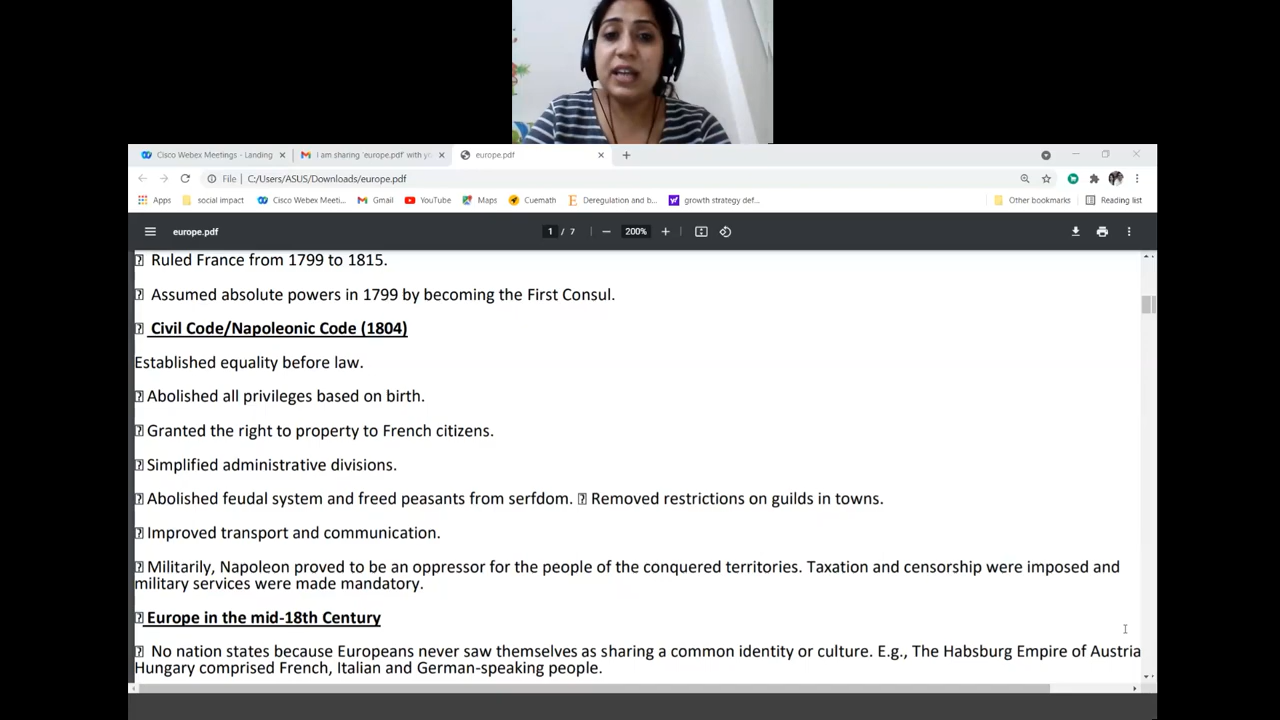 Cisco Webex Meetings - Landing
I am sharing 'europe.pdf' with y
europe.pdf
File | C:/Users/ASUS/Downloads/europe.pdf
Apps social impact Cisco Webex Meeti... Gmail YouTube Maps Cuemath Deregulation and b... growth strategy def... Other bookmarks Reading list
europe.pdf 1 / 7 200%
Ruled France from 1799 to 1815.
Assumed absolute powers in 1799 by becoming the First Consul.
Civil Code/Napoleonic Code (1804)
Established equality before law.
Abolished all privileges based on birth.
Granted the right to property to French citizens.
Simplified administrative divisions.
Abolished feudal system and freed peasants from serfdom. Removed restrictions on guilds in towns.
Improved transport and communication.
Militarily, Napoleon proved to be an oppressor for the people of the conquered territories. Taxation and censorship were imposed and
military services were made mandatory.
Europe in the mid-18th Century
No nation states because Europeans never saw themselves as sharing a common identity or culture. E.g., The Habsburg Empire of Austria
Hungary comprised French, Italian and German-speaking people.